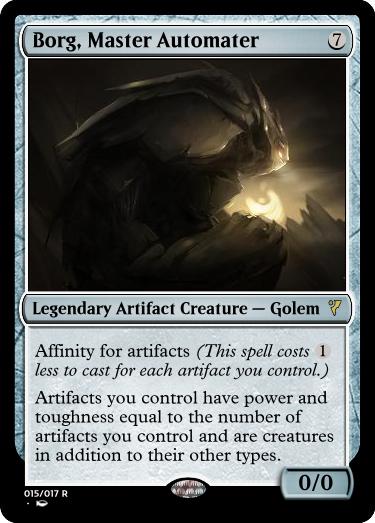 Borg, Master Automater 7
Legendary Artifact Creature — Golem
Affinity for artifacts (This spell costs 1
less to cast for each artifact you control.)
Artifacts you control have power and
toughness equal to the number of
artifacts you control and are creatures
in addition to their other types.
0/0
015/017 R